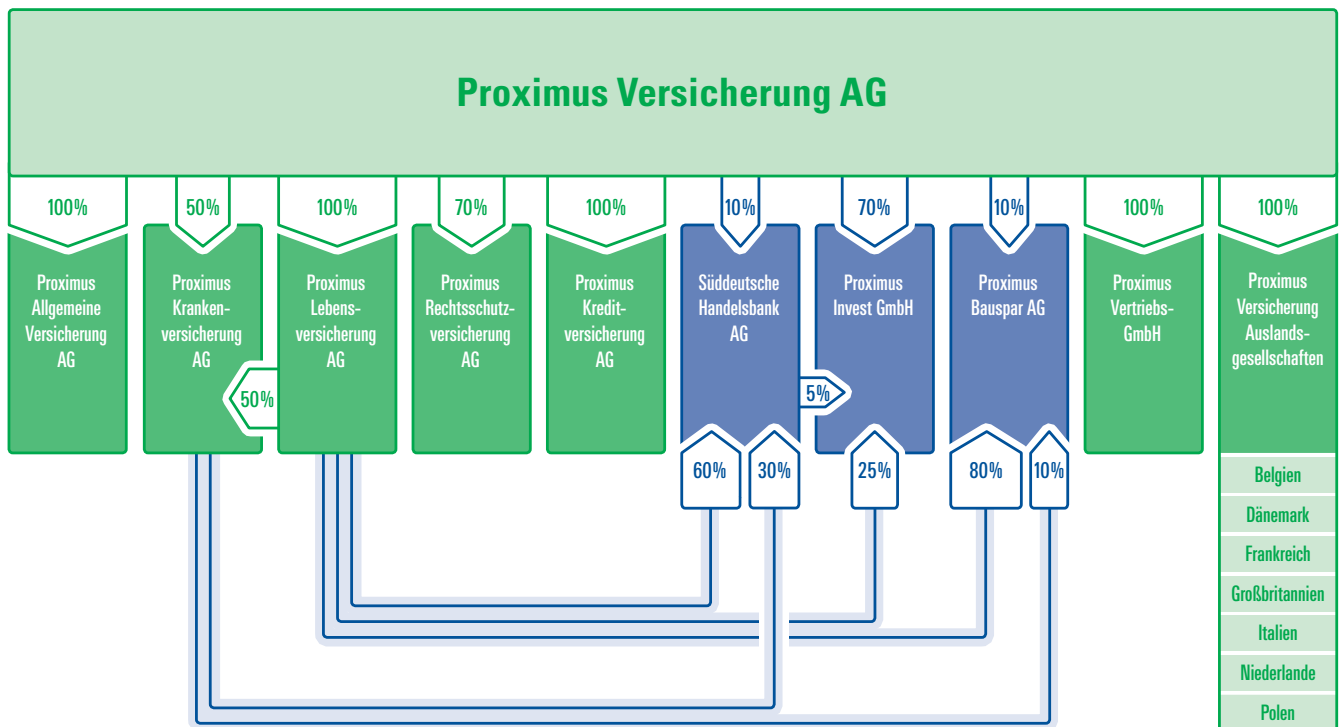 Proximus Versicherung AG
100%
50%
100%
70%
100%
10%
70%
10%
100%
100%
Proximus
Allgemeine
Versicherung
AG
Proximus
Kranken-
versicherung
AG
Proximus
Lebens-
versicherung
AG
Proximus
Rechtsschutz-
versicherung
AG
Proximus
Kredit-
versicherung
AG
Süddeutsche
Handelsbank
AG
Proximus
Invest GmbH
Proximus
Bauspar AG
Proximus
Vertriebs-
GmbH
Proximus
Versicherung
Auslands-
gesellschaften
50%
5%
60%
30%
25%
80%
10%
Belgien
Dänemark
Frankreich
Großbritannien
Italien
Niederlande
Polen